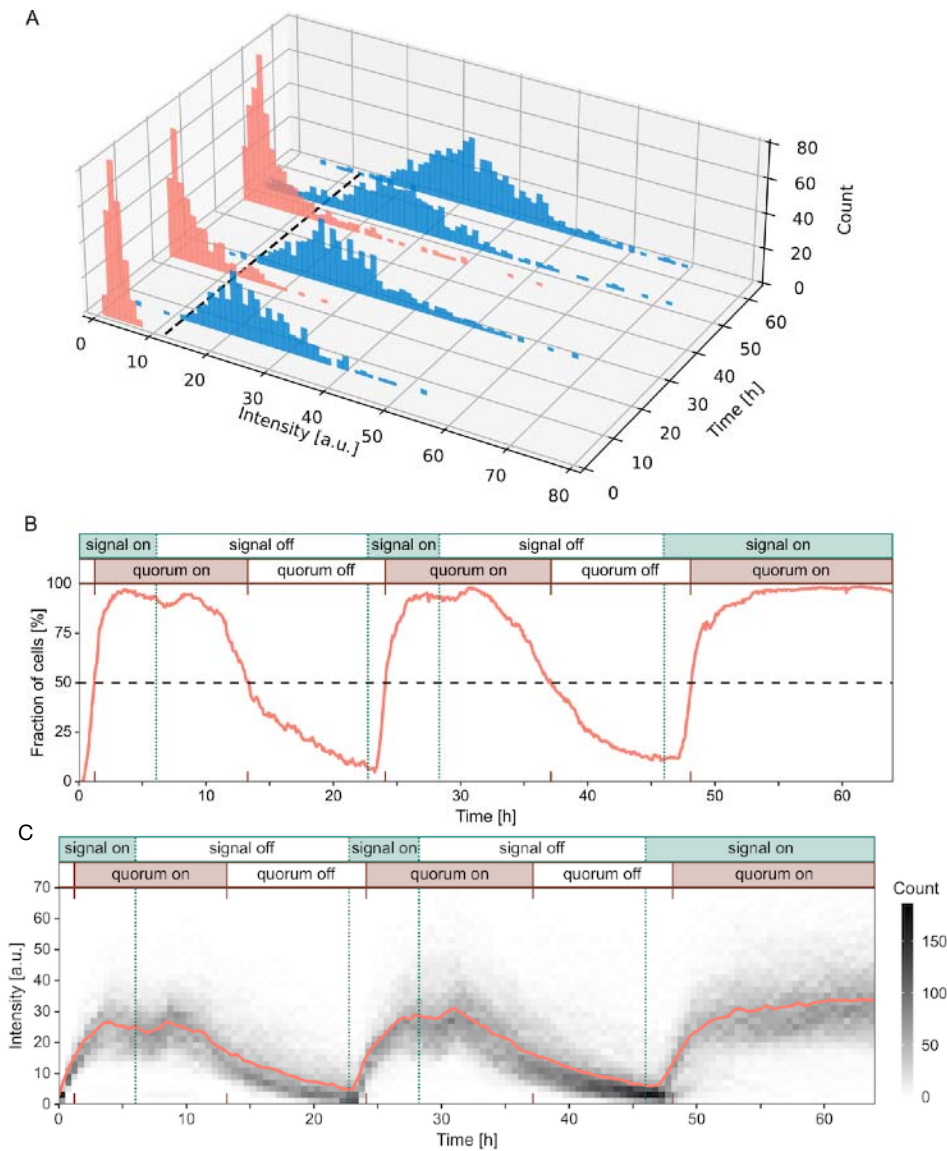 A
80
60
40
20
0
Count
60
50
40
30
20
10
0
Time [h]
0
10
20
30
40
50
60
70
80
Intensity [a.u.]
B
signal on signal off signal on signal off signal on
quorum on quorum off quorum on quorum off quorum on
100
75
50
25
0
Fraction of cells [%]
0 10 20 30 40 50 60
Time [h]
C
signal on signal off signal on signal off signal on
quorum on quorum off quorum on quorum off quorum on
70
60
50
40
30
20
10
0
Intensity [a.u.]
0 10 20 30 40 50 60
Time [h]
Count
150
100
50
0